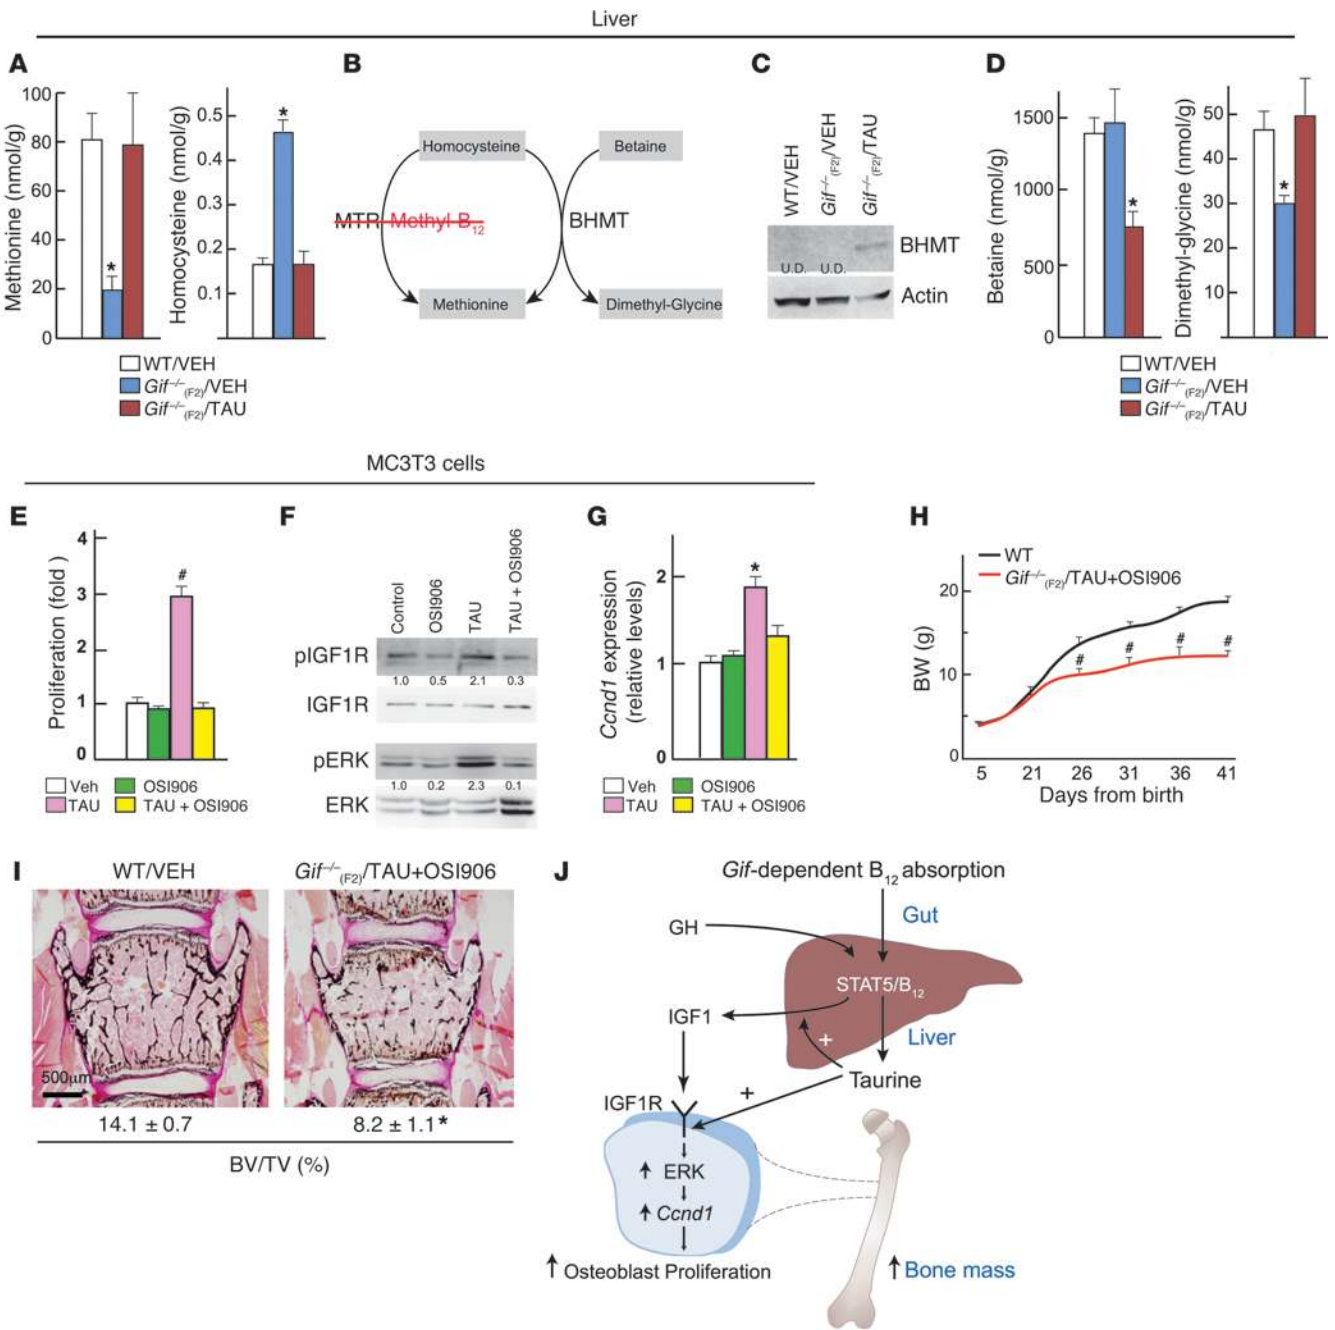 Liver
A
Methionine (nmol/g)
100
80
60
40
20
0
*
Homocysteine (nmol/g)
0.5
0.4
0.3
0.2
0.1
*
WT/VEH
Gif–/–(F2)/VEH
Gif–/–(F2)/TAU
B
Homocysteine
Betaine
MTR Methyl-B12
BHMT
Methionine
Dimethyl-Glycine
C
WT/VEH
Gif–/–(F2)/VEH
Gif–/–(F2)/TAU
BHMT
U.D. U.D.
Actin
D
Betaine (nmol/g)
1500
1000
500
0
*
Dimethyl-glycine (nmol/g)
50
40
30
20
10
*
WT/VEH
Gif–/–(F2)/VEH
Gif–/–(F2)/TAU
MC3T3 cells
E
Proliferation (fold )
4
3
2
1
0
#
Veh OSI906
TAU TAU + OSI906
F
Control
OSI906
TAU
TAU + OSI906
pIGF1R
1.0 0.5 2.1 0.3
IGF1R
pERK
1.0 0.2 2.3 0.1
ERK
G
Ccnd1 expression
(relative levels)
2
1
0
*
Veh OSI906
TAU TAU + OSI906
H
WT
Gif–/–(F2)/TAU+OSI906
BW (g)
20
10
0
# # # #
5 21 26 31 36 41
Days from birth
I
WT/VEH
Gif–/–(F2)/TAU+OSI906
500µm
14.1 ± 0.7
8.2 ± 1.1*
BV/TV (%)
J
Gif-dependent B12 absorption
GH
Gut
STAT5/B12
IGF1
Liver
+
Taurine
+
IGF1R
ERK
Ccnd1
Osteoblast Proliferation
Bone mass